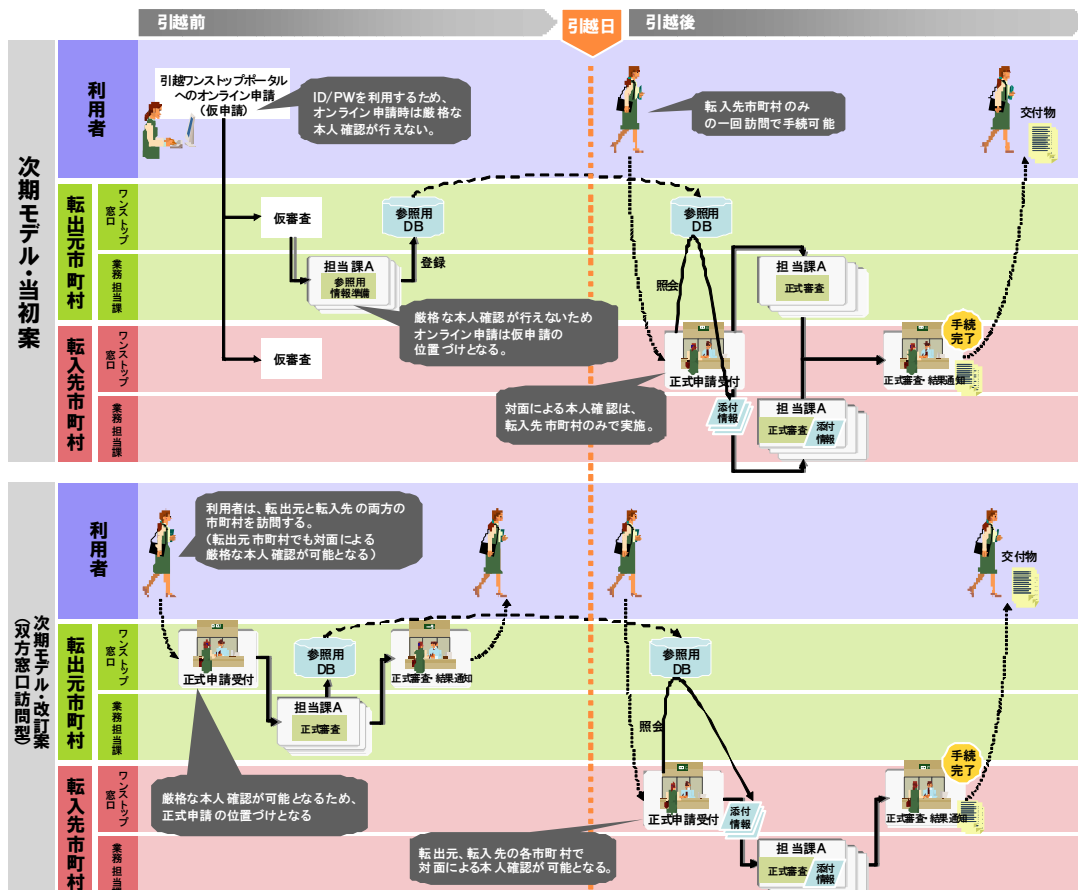 引越前
引越日
引越後
次期モデル・当初案
利用者
引越ワンストップポータル
へのオンライン申請
（仮申請）
ID/PWを利用するため、
オンライン申請時は厳格な
本人確認が行えない。
転入先市町村のみ
の一回訪問で手続可能
交付物
転出元市町村
ワンストップ
窓口
仮審査
参照用
DB
参照用
DB
業務担当課
担当課A
参照用
情報準備
登録
照会
担当課A
正式審査
厳格な本人確認が行えないため
オンライン申請は仮申請の
位置づけとなる。
転入先市町村
ワンストップ
窓口
仮審査
正式申請受付
手続
完了
正式審査・結果通知
対面による本人確認は、
転入先市町村のみで実施。
業務担当課
添付
情報
担当課A
正式審査
添付
情報
次期モデル・改訂案
（双方窓口訪問型）
利用者
利用者は、転出元と転入先の両方の
市町村を訪問する。
（転出元市町村でも対面による
厳格な本人確認が可能となる）
交付物
転出元市町村
ワンストップ
窓口
正式申請受付
参照用
DB
正式審査・結果通知
参照用
DB
業務担当課
担当課A
正式審査
照会
転入先市町村
ワンストップ
窓口
厳格な本人確認が可能となるため、
正式申請の位置づけとなる
正式申請受付
添付
情報
手続
完了
正式審査・結果通知
業務担当課
転出元、転入先の各市町村で
対面による本人確認が可能となる。
担当課A
正式審査
添付
情報